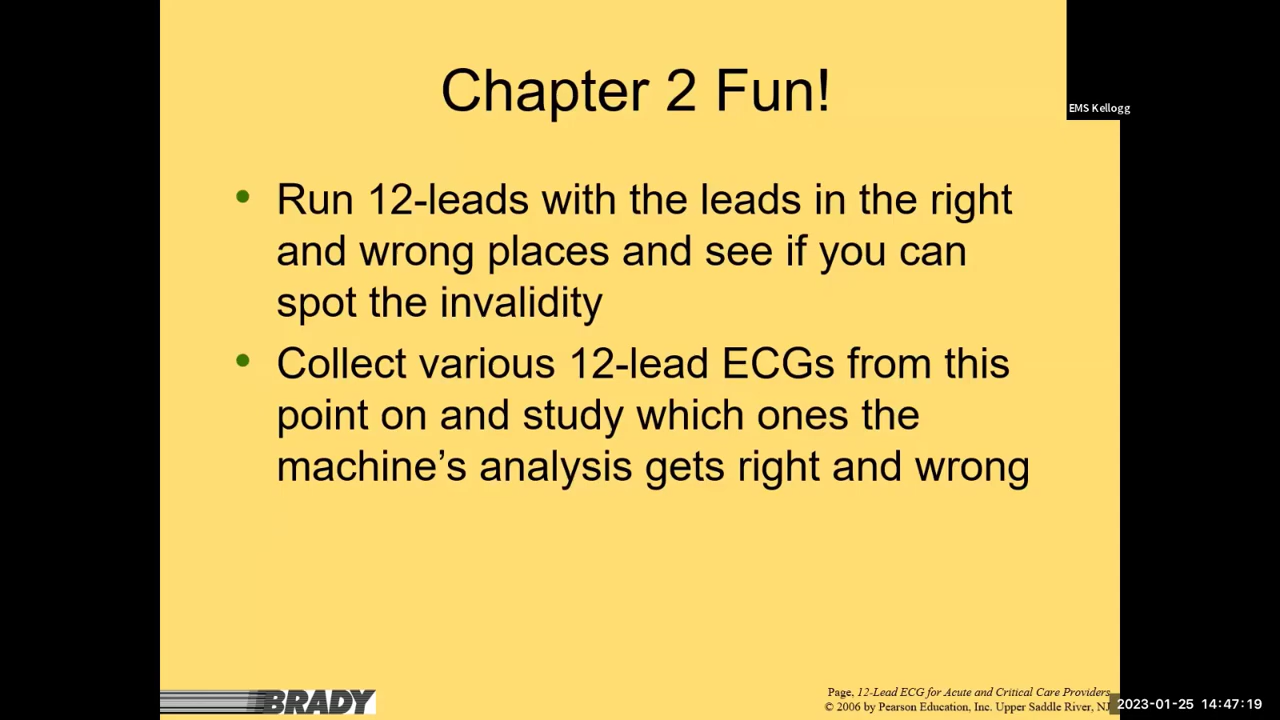 Chapter 2 Fun!
EMS Kellogg
• Run 12-leads with the leads in the right
and wrong places and see if you can
spot the invalidity
• Collect various 12-lead ECGs from this
point on and study which ones the
machine’s analysis gets right and wrong
BRADY
Page, 12-Lead ECG for Acute and Critical Care Providers
© 2006 by Pearson Education, Inc. Upper Saddle River, NJ
2023-01-25 14:47:19